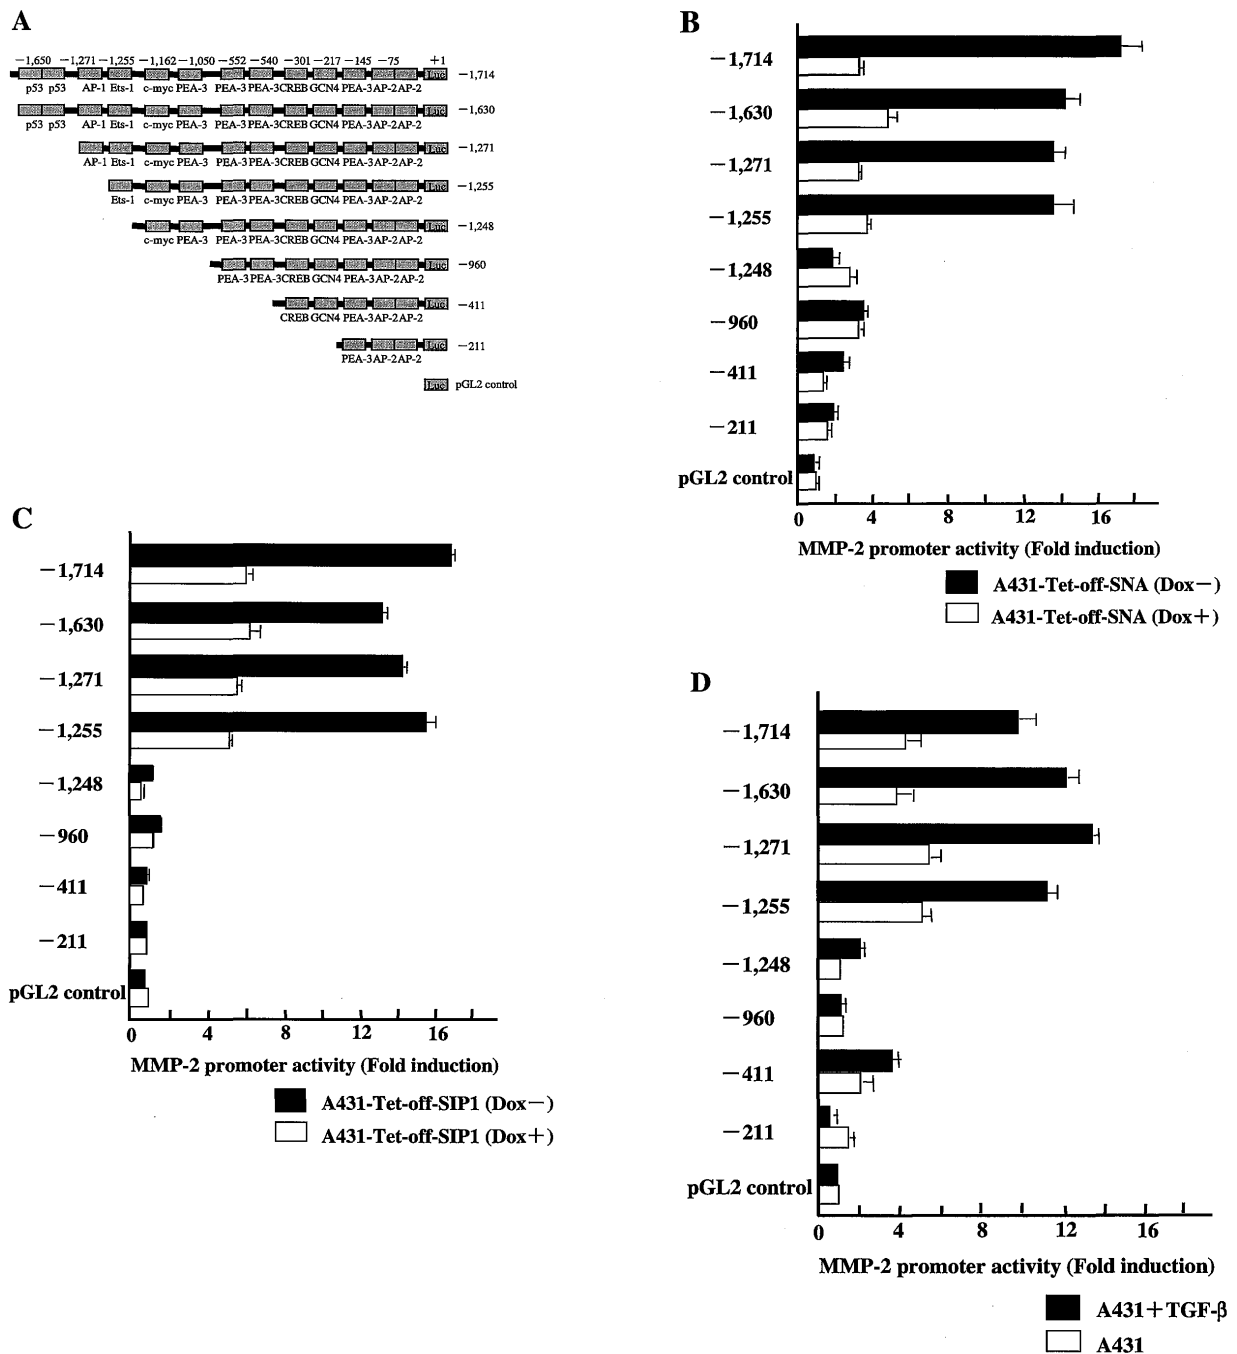 A
−1,650 −1,271 −1,255 −1,162 −1,050 −552 −540 −301 −217 −145 −75 +1
Luc −1,714
p53 p53 AP-1 Ets-1 c-myc PEA-3 PEA-3 PEA-3 CREB GCN4 PEA-3 AP-2 AP-2
Luc −1,630
p53 p53 AP-1 Ets-1 c-myc PEA-3 PEA-3 PEA-3 CREB GCN4 PEA-3 AP-2 AP-2
Luc −1,271
AP-1 Ets-1 c-myc PEA-3 PEA-3 PEA-3 CREB GCN4 PEA-3 AP-2 AP-2
Luc −1,255
Ets-1 c-myc PEA-3 PEA-3 PEA-3 CREB GCN4 PEA-3 AP-2 AP-2
Luc −1,248
c-myc PEA-3 PEA-3 PEA-3 CREB GCN4 PEA-3 AP-2 AP-2
Luc −960
PEA-3 PEA-3 CREB GCN4 PEA-3 AP-2 AP-2
Luc −411
CREB GCN4 PEA-3 AP-2 AP-2
Luc −211
PEA-3 AP-2 AP-2
Luc pGL2 control
B
−1,714
−1,630
−1,271
−1,255
−1,248
−960
−411
−211
pGL2 control
0 4 8 12 16
MMP-2 promoter activity (Fold induction)
A431-Tet-off-SNA (Dox−)
A431-Tet-off-SNA (Dox+)
C
−1,714
−1,630
−1,271
−1,255
−1,248
−960
−411
−211
pGL2 control
0 4 8 12 16
MMP-2 promoter activity (Fold induction)
A431-Tet-off-SIP1 (Dox−)
A431-Tet-off-SIP1 (Dox+)
D
−1,714
−1,630
−1,271
−1,255
−1,248
−960
−411
−211
pGL2 control
0 4 8 12 16
MMP-2 promoter activity (Fold induction)
A431+TGF-β
A431